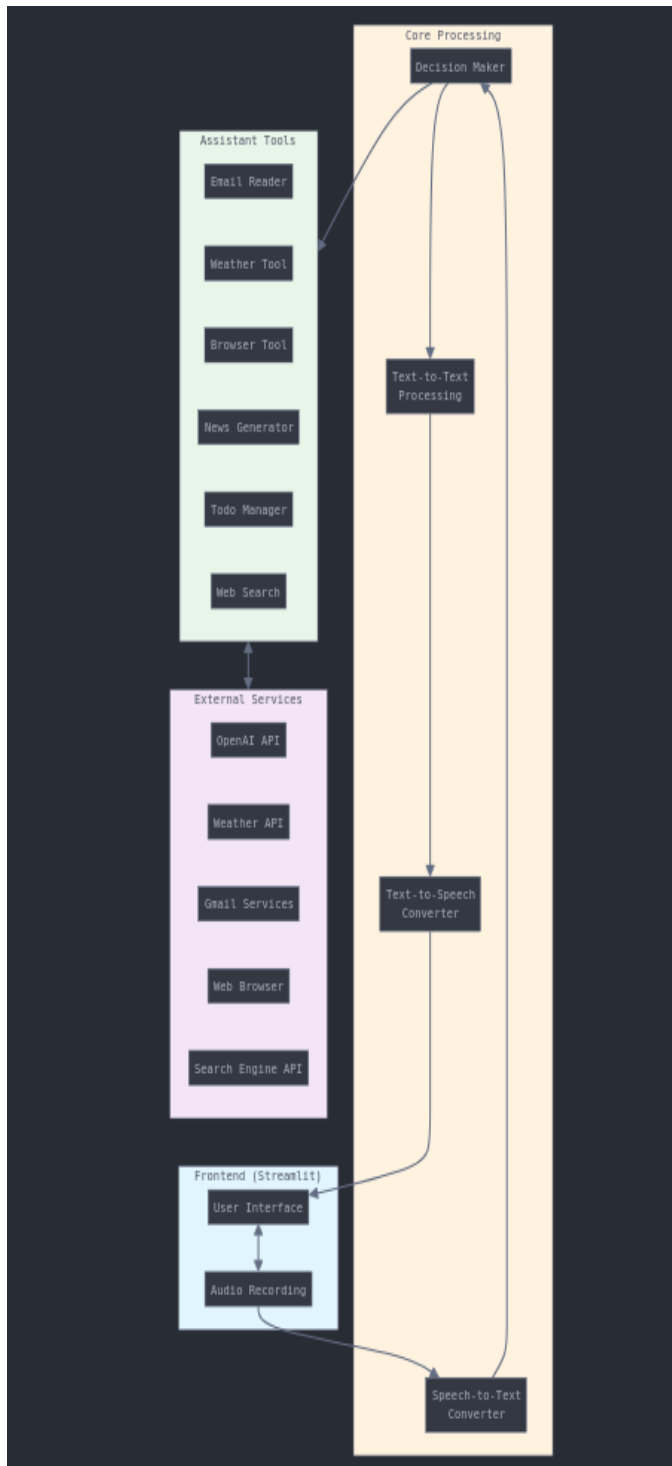 Core Processing
Decision Maker
Assistant Tools
Email Reader
Weather Tool
Browser Tool
Text-to-Text
Processing
News Generator
Todo Manager
Web Search
External Services
OpenAI API
Weather API
Gmail Services
Text-to-Speech
Converter
Web Browser
Search Engine API
Frontend (Streamlit)
User Interface
Audio Recording
Speech-to-Text
Converter